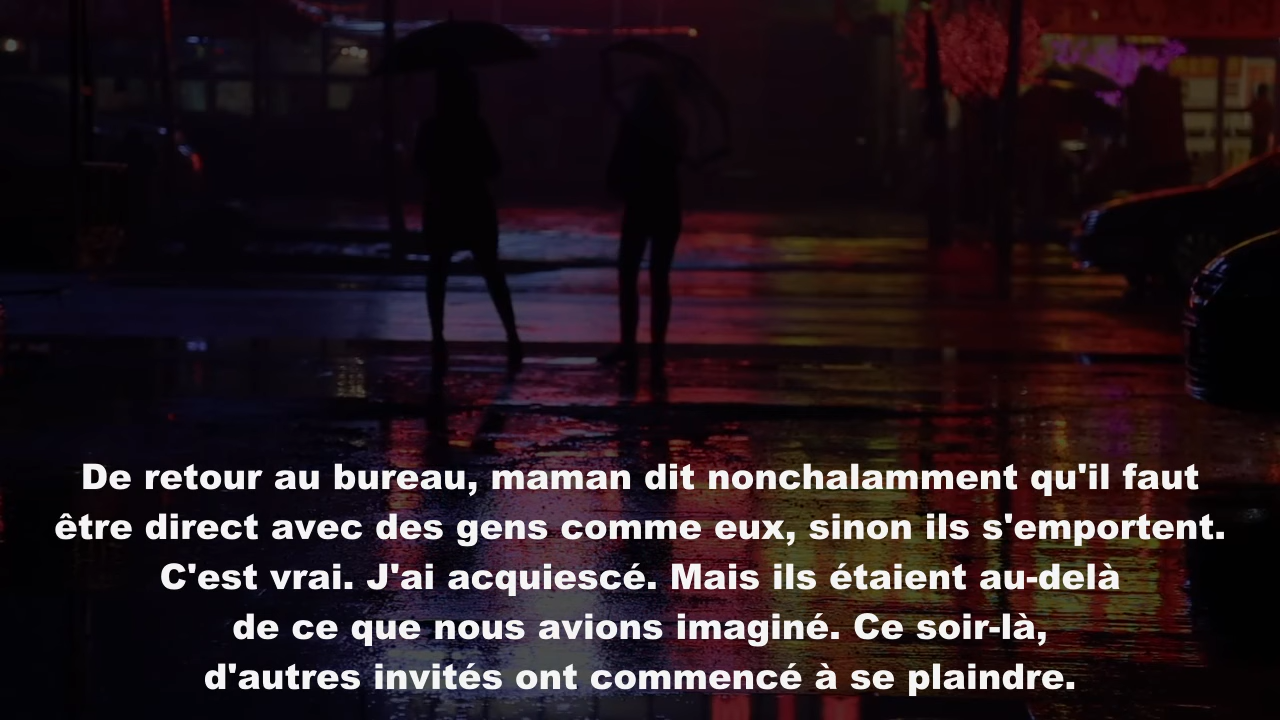 De retour au bureau, maman dit nonchalamment qu'il faut
être direct avec des gens comme eux, sinon ils s'emportent.
C'est vrai. J'ai acquiescé. Mais ils étaient au-delà
de ce que nous avions imaginé. Ce soir-là,
d'autres invités ont commencé à se plaindre.